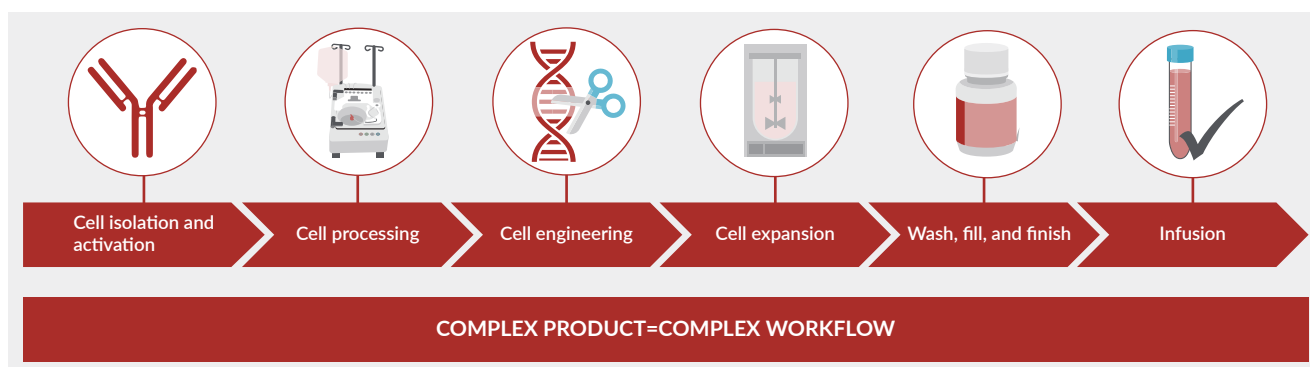 Cell isolation and
activation
Cell processing
Cell engineering
Cell expansion
Wash, fill, and finish
Infusion
COMPLEX PRODUCT=COMPLEX WORKFLOW